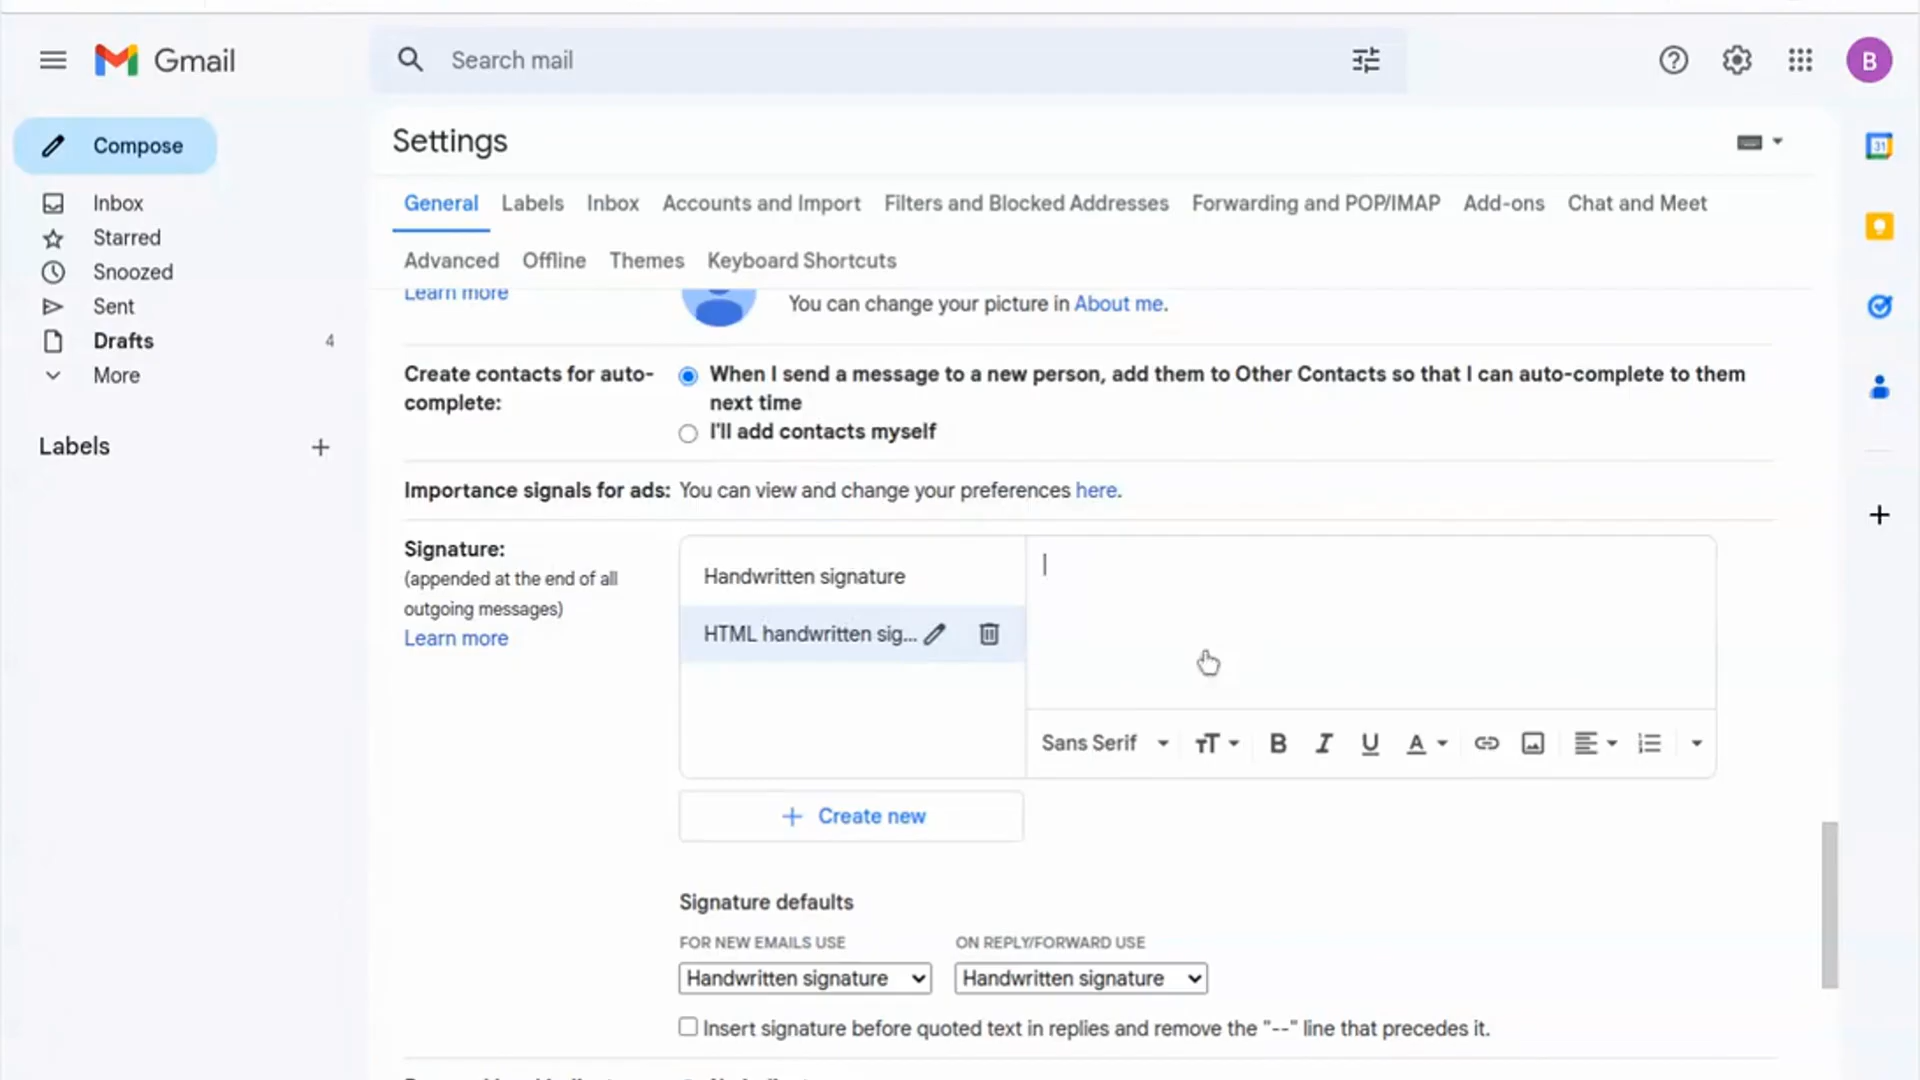 Gmail
Search mail
B
Compose
Inbox
Starred
Snoozed
Sent
Drafts 4
More
Labels
Settings
General Labels Inbox Accounts and Import Filters and Blocked Addresses Forwarding and POP/IMAP Add-ons Chat and Meet
Advanced Offline Themes Keyboard Shortcuts
Learn more
You can change your picture in About me.
Create contacts for auto-
complete:
When I send a message to a new person, add them to Other Contacts so that I can auto-complete to them
next time
I'll add contacts myself
Importance signals for ads: You can view and change your preferences here.
Signature:
(appended at the end of all
outgoing messages)
Learn more
Handwritten signature
HTML handwritten sig...
Sans Serif
Create new
Signature defaults
FOR NEW EMAILS USE ON REPLY/FORWARD USE
Handwritten signature Handwritten signature
Insert signature before quoted text in replies and remove the "--" line that precedes it.
31